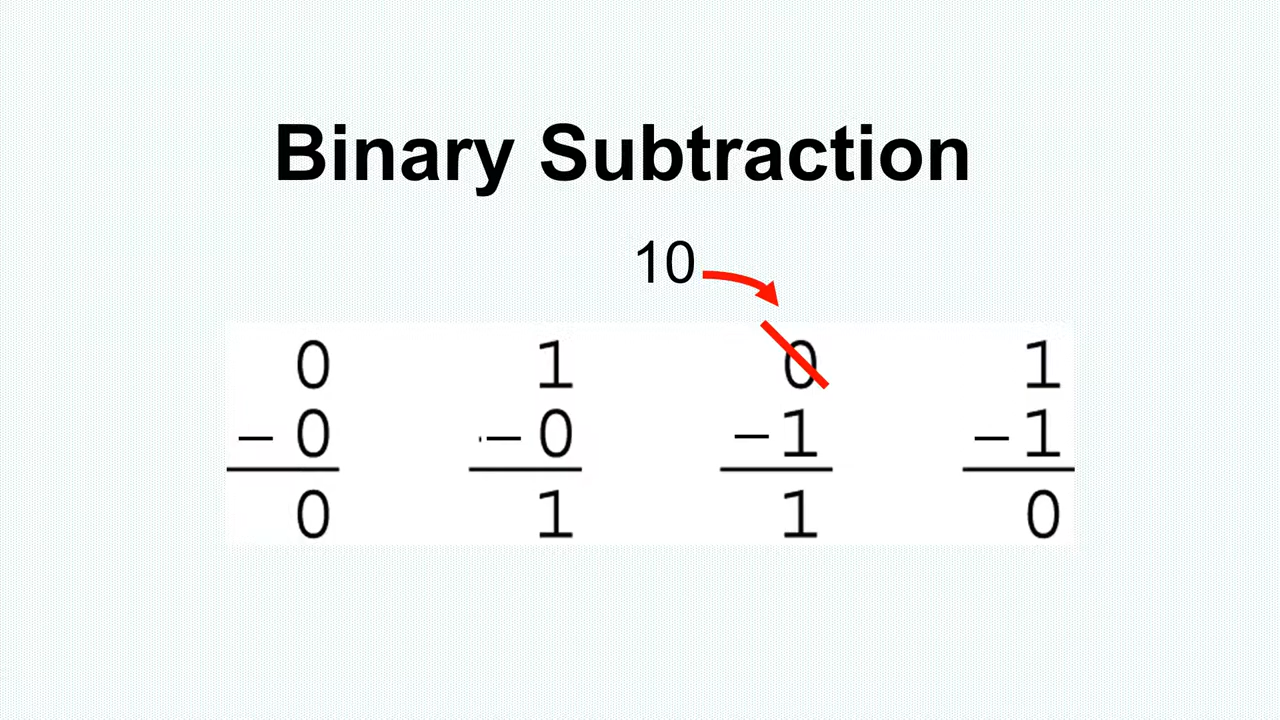 Binary Subtraction
10
0 1 0 1
– 0 – 0 – 1 – 1
0 1 1 0